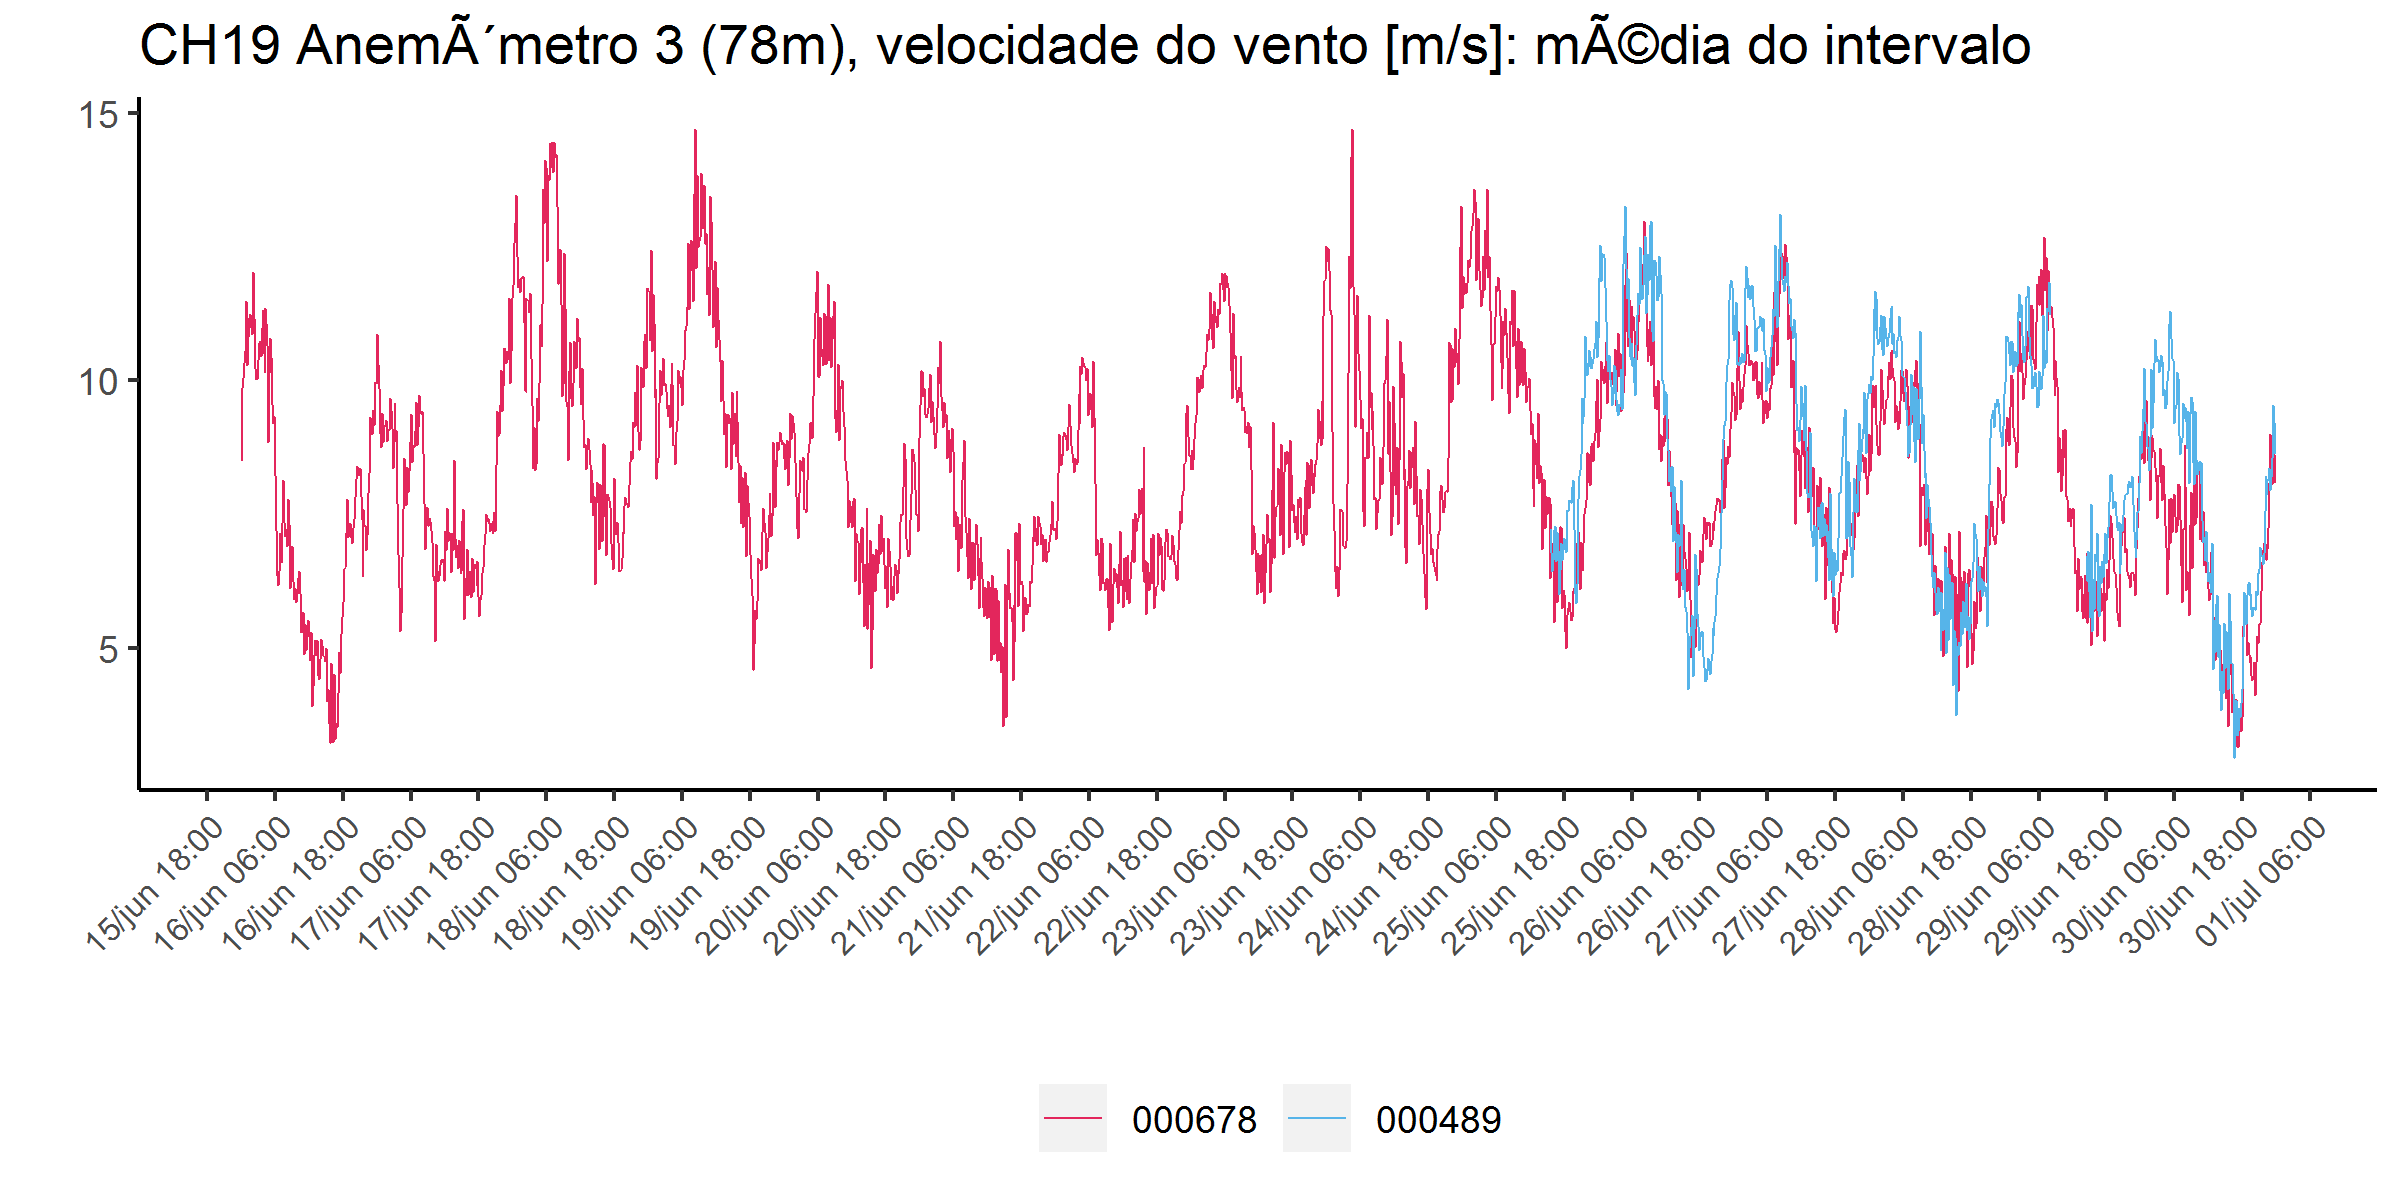 CH19 AnemÃ´metro 3 (78m), velocidade do vento [m/s]: mÃ©dia do intervalo
15
10
5
15/jun 18:00
16/jun 06:00
16/jun 18:00
17/jun 06:00
17/jun 18:00
18/jun 06:00
18/jun 18:00
19/jun 06:00
19/jun 18:00
20/jun 06:00
20/jun 18:00
21/jun 06:00
21/jun 18:00
22/jun 06:00
22/jun 18:00
23/jun 06:00
23/jun 18:00
24/jun 06:00
24/jun 18:00
25/jun 06:00
25/jun 18:00
26/jun 06:00
26/jun 18:00
27/jun 06:00
27/jun 18:00
28/jun 06:00
28/jun 18:00
29/jun 06:00
29/jun 18:00
30/jun 06:00
30/jun 18:00
01/jul 06:00
000678 000489